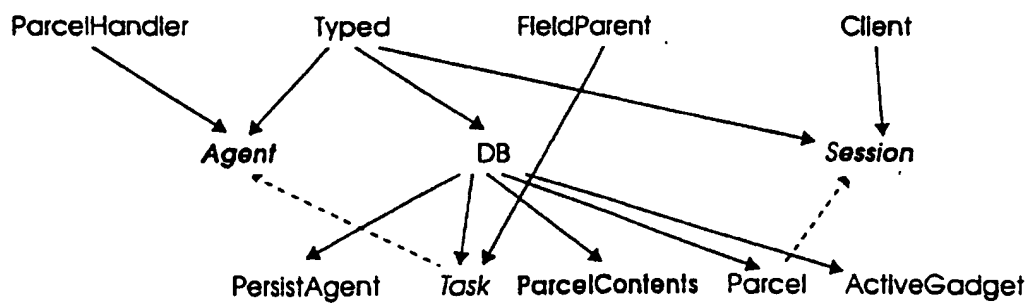 ParcelHandler Typed FieldParent Client
Agent DB Session
PersistAgent Task ParcelContents Parcel ActiveGadget